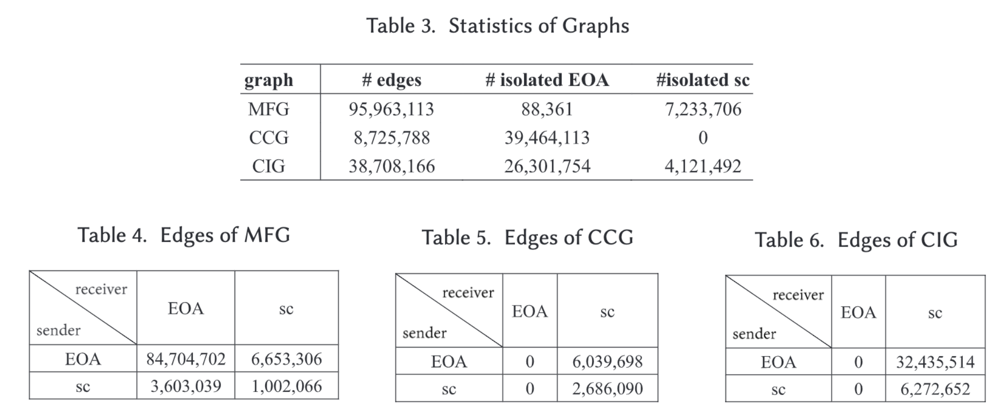 Table 3. Statistics of Graphs
graph # edges # isolated EOA #isolated sc
MFG 95,963,113 88,361 7,233,706
CCG 8,725,788 39,464,113 0
CIG 38,708,166 26,301,754 4,121,492
Table 4. Edges of MFG
receiver EOA sc
sender
EOA 84,704,702 6,653,306
sc 3,603,039 1,002,066
Table 5. Edges of CCG
receiver EOA sc
sender
EOA 0 6,039,698
sc 0 2,686,090
Table 6. Edges of CIG
receiver EOA sc
sender
EOA 0 32,435,514
sc 0 6,272,652